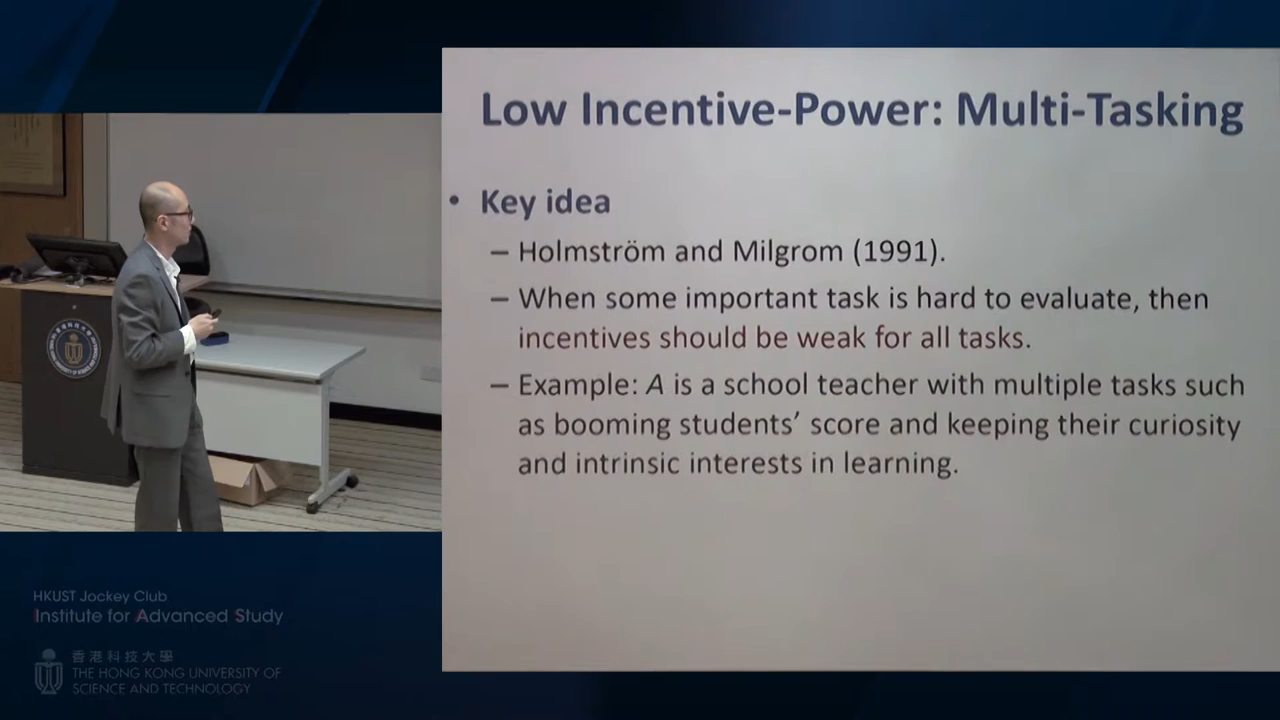 Low Incentive-Power: Multi-Tasking
• Key idea
– Holmström and Milgrom (1991).
– When some important task is hard to evaluate, then
incentives should be weak for all tasks.
– Example: A is a school teacher with multiple tasks such
as booming students’ score and keeping their curiosity
and intrinsic interests in learning.
HKUST Jockey Club
Institute for Advanced Study
香港科技大學
THE HONG KONG UNIVERSITY OF
SCIENCE AND TECHNOLOGY